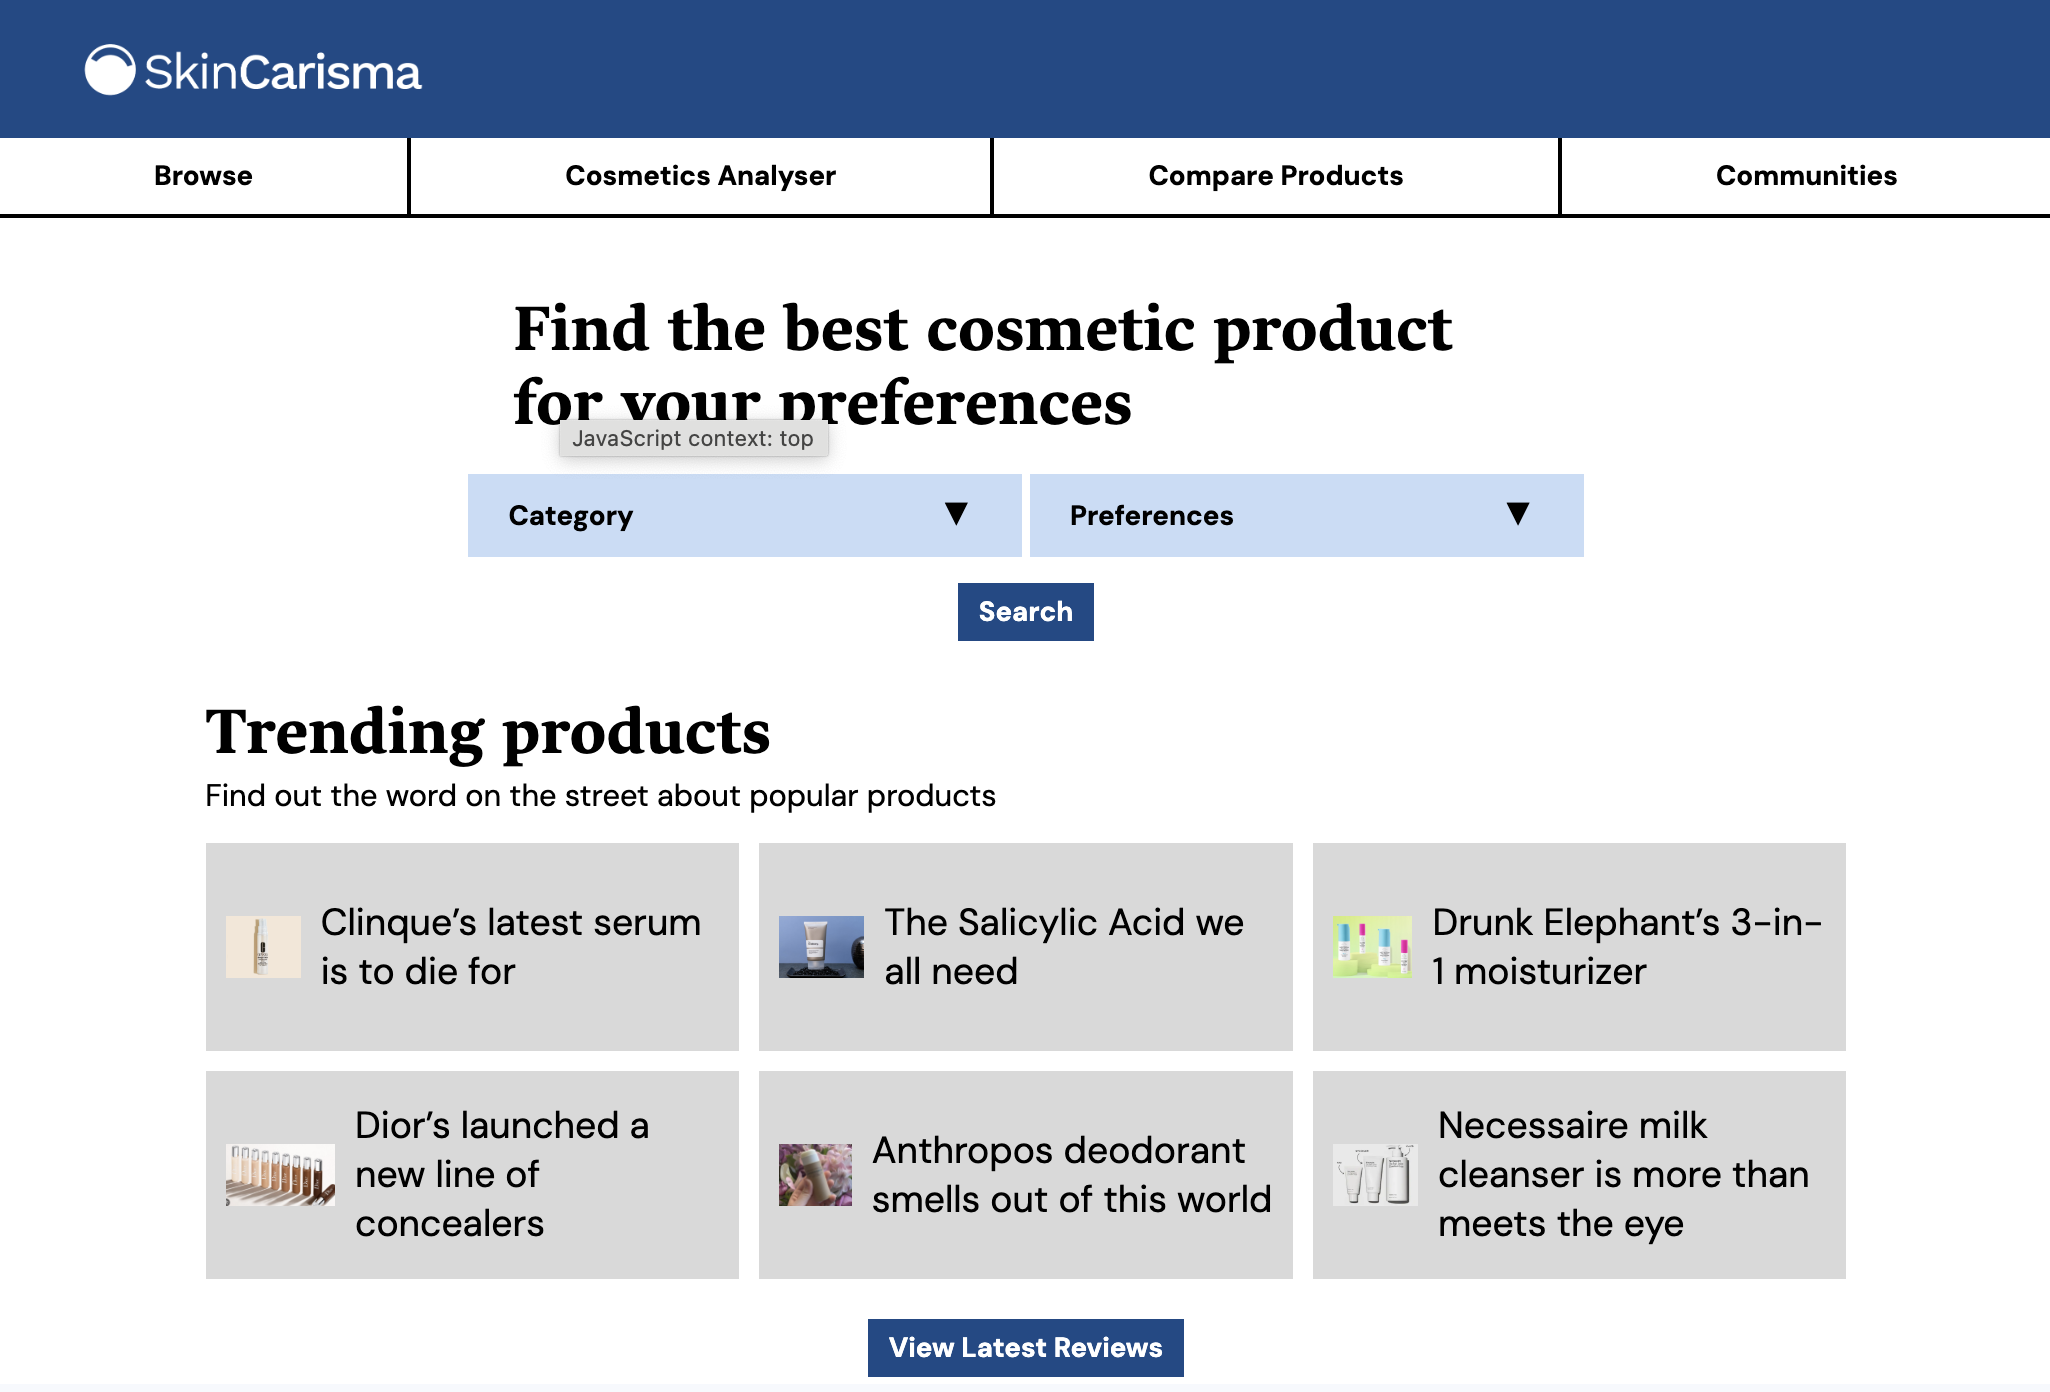 SkinCarisma
Browse
Cosmetics Analyser
Compare Products
Communities
Find the best cosmetic product
for your preferences
JavaScript context: top
Category ▼
Preferences ▼
Search
Trending products
Find out the word on the street about popular products
Clinque’s latest serum
is to die for
The Salicylic Acid we
all need
Drunk Elephant’s 3-in-
1 moisturizer
Dior’s launched a
new line of
concealers
Anthropos deodorant
smells out of this world
Necessaire milk
cleanser is more than
meets the eye
View Latest Reviews